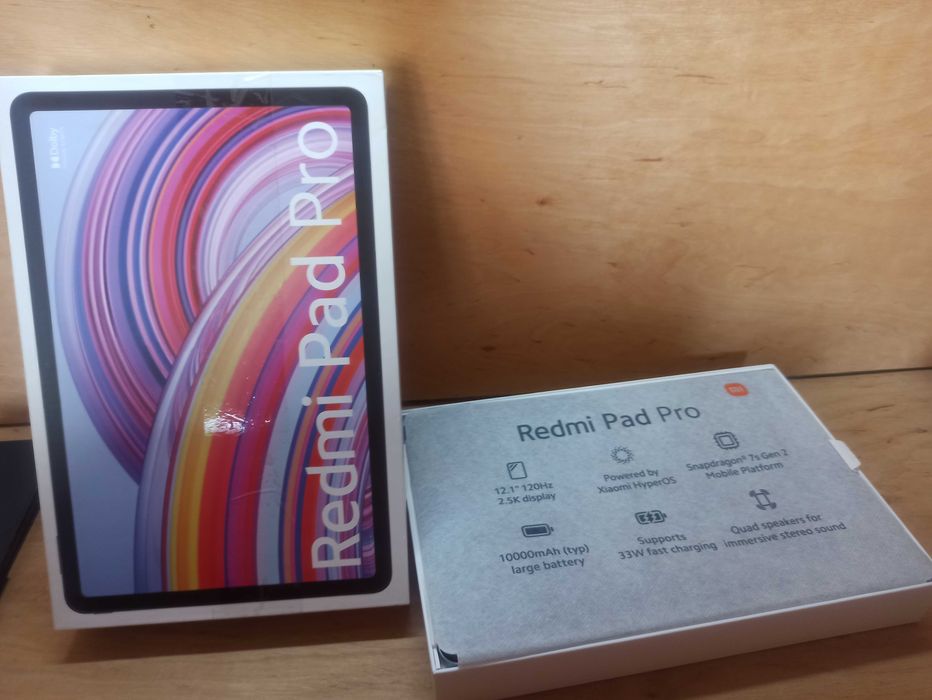 Dolby
Redmi Pad Pro
Redmi Pad Pro
12.1" 120Hz
2.5K display
Powered by
Xiaomi HyperOS
Snapdragon® 7s Gen 2
Mobile Platform
10000mAh (typ)
large battery
Supports
33W fast charging
Quad speakers for
immersive stereo sound